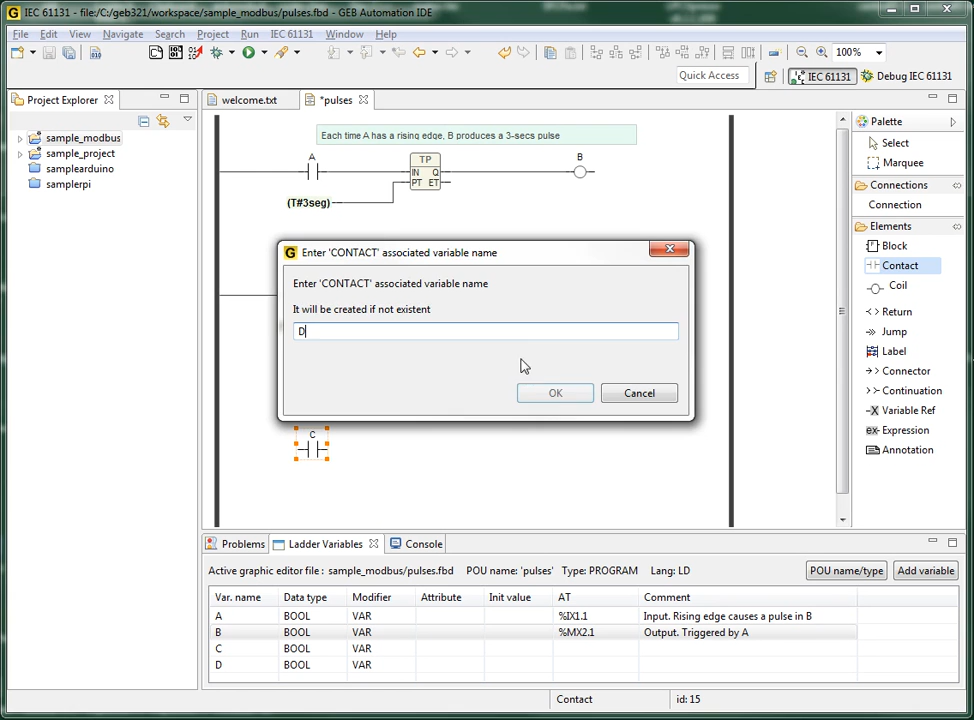 G IEC 61131 - file:/C:/geb321/workspace/sample_modbus/pulses.fbd - GEB Automation IDE
File Edit View Navigate Search Project Run IEC 61131 Window Help
100%
Quick Access IEC 61131 Debug IEC 61131
Project Explorer
sample_modbus
sample_project
samplearduino
samplerpi
welcome.txt *pulses
Each time A has a rising edge, B produces a 3-secs pulse
A TP B
IN Q
PT ET
(T#3seg)
G Enter 'CONTACT' associated variable name
Enter 'CONTACT' associated variable name
It will be created if not existent
D
OK Cancel
C
Palette
Select
Marquee
Connections
Connection
Elements
Block
Contact
Coil
Return
Jump
Label
Connector
Continuation
Variable Ref
ex- Expression
Annotation
Problems Ladder Variables Console
Active graphic editor file : sample_modbus/pulses.fbd POU name: 'pulses' Type: PROGRAM Lang: LD POU name/type Add variable
Var. name Data type Modifier Attribute Init value AT Comment
A BOOL VAR %IX1.1 Input. Rising edge causes a pulse in B
B BOOL VAR %MX2.1 Output. Triggered by A
C BOOL VAR
D BOOL VAR
Contact id: 15